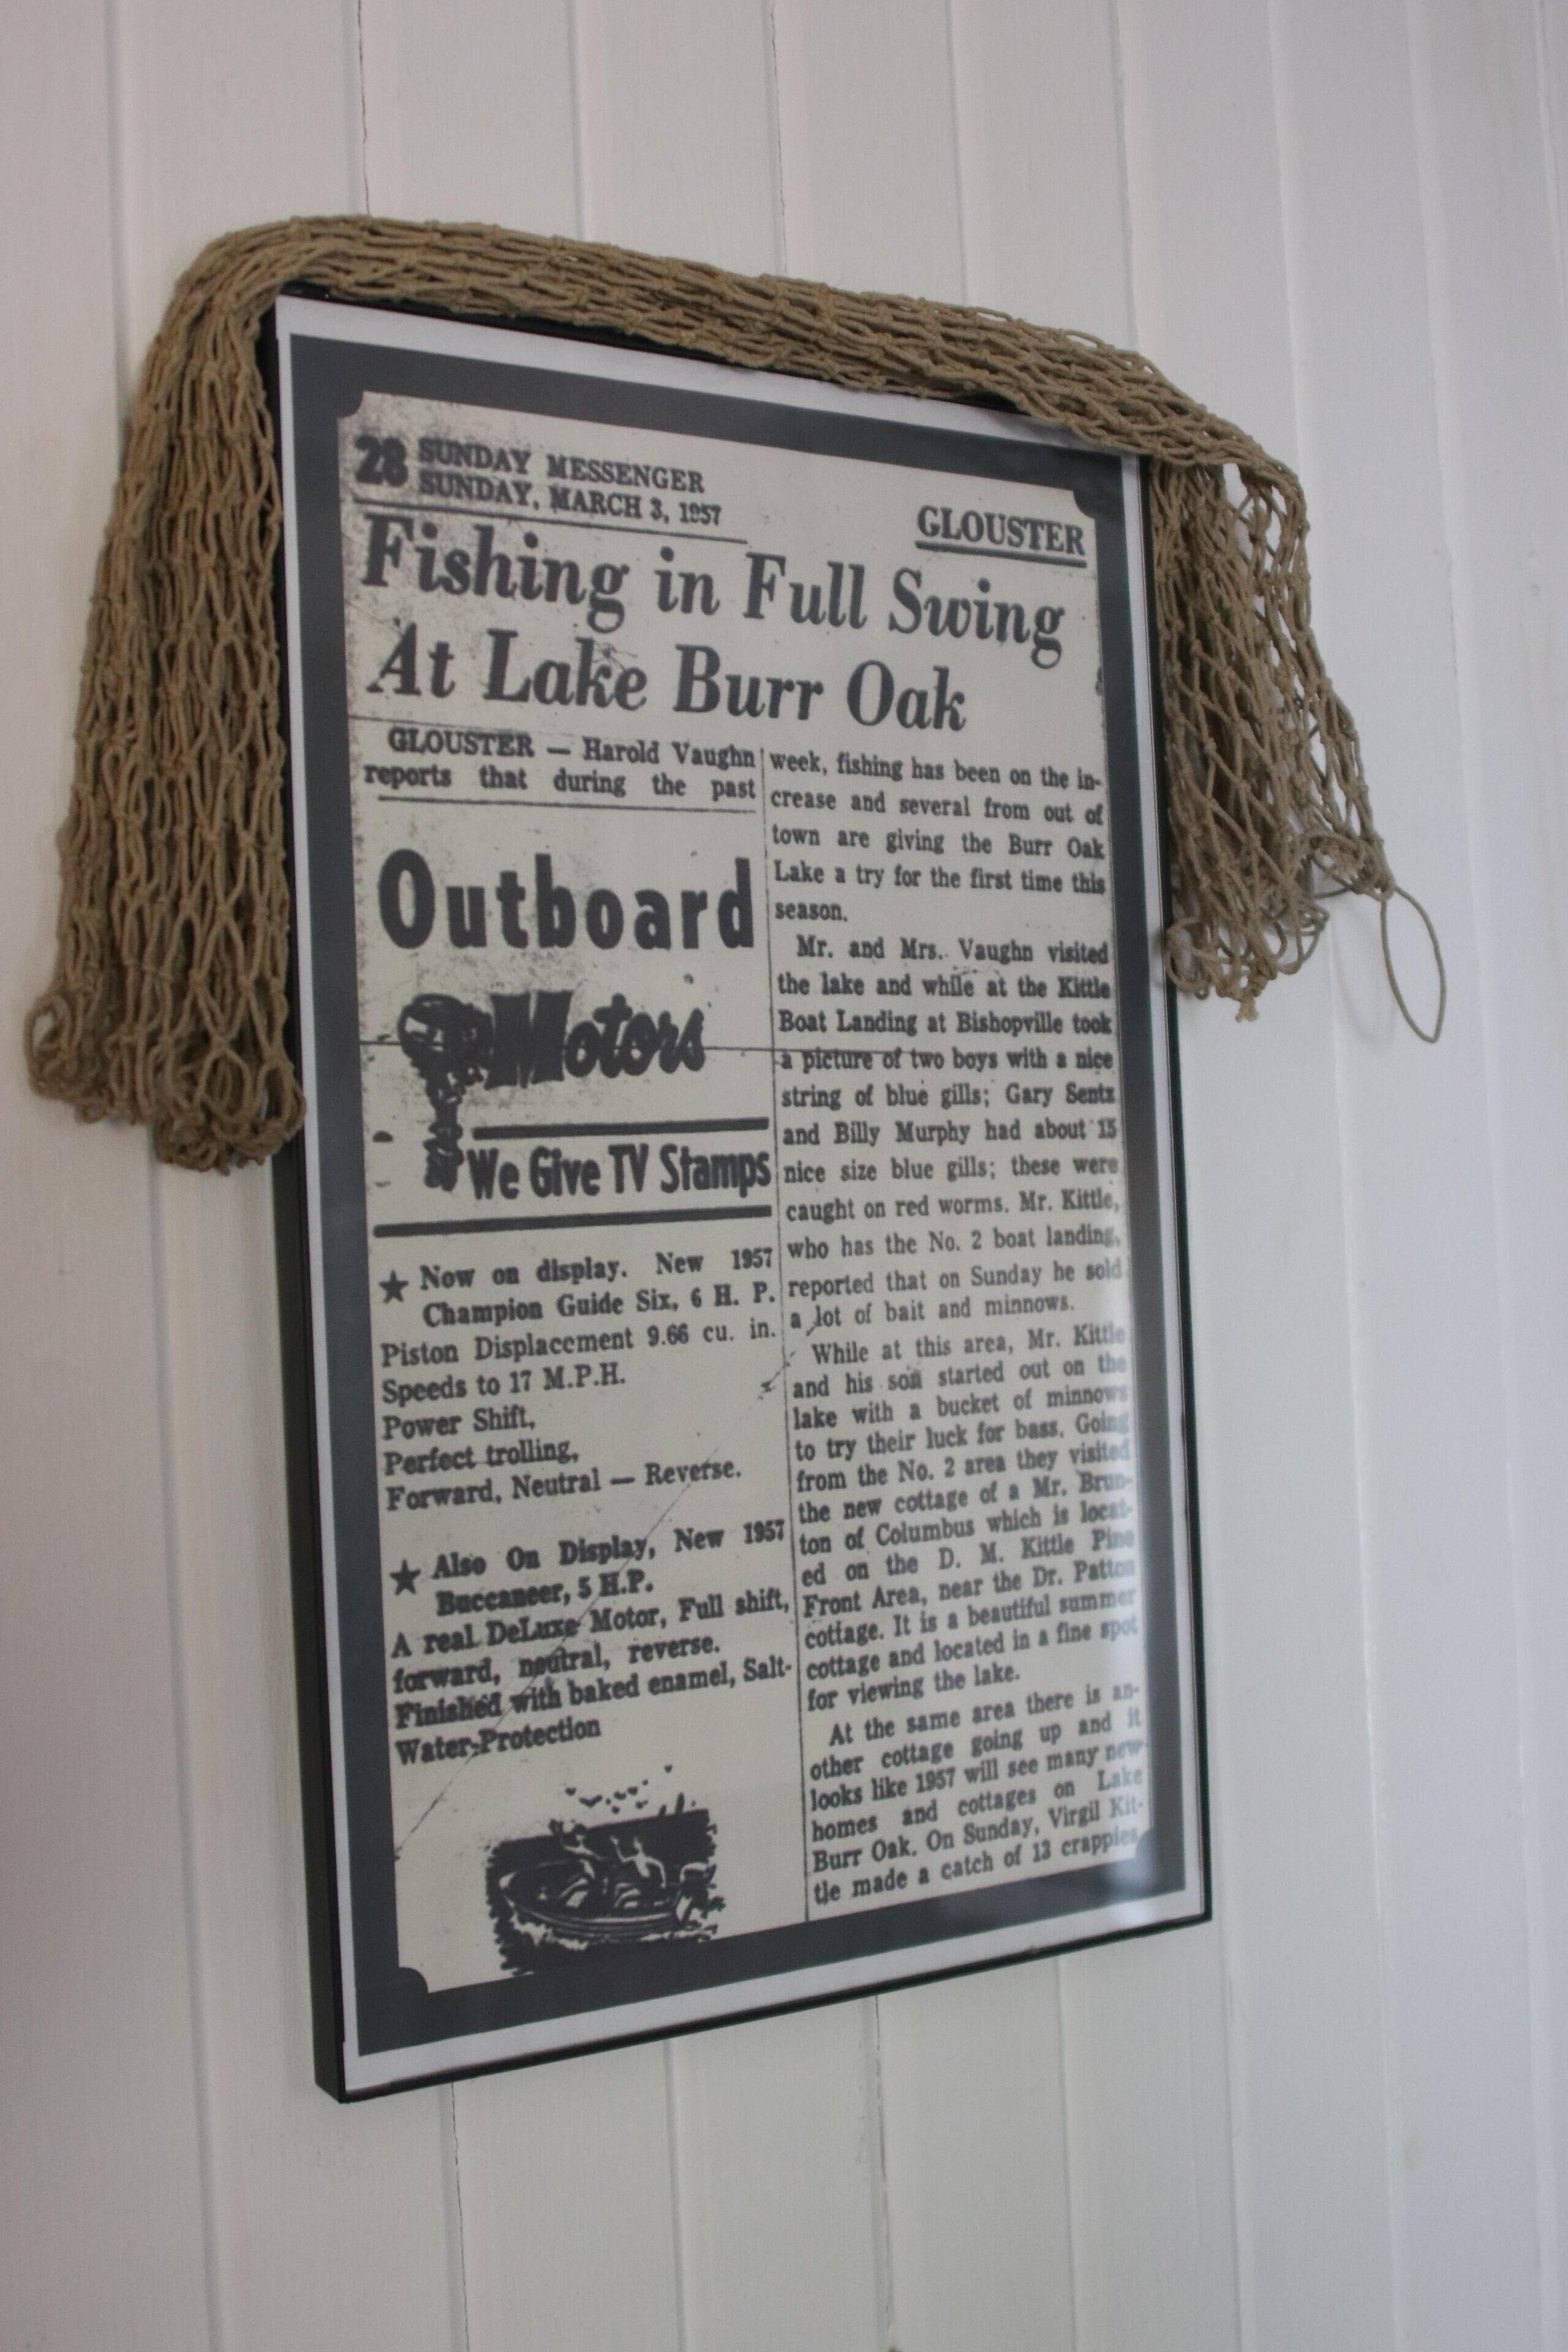 28 SUNDAY MESSENGER
SUNDAY, MARCH 3, 1957
GLOUSTER
Fishing in Full Swing
At Lake Burr Oak
GLOUSTER — Harold Vaughn
reports that during the past
Outboard
Motors
We Give TV Stamps
★ Now on display. New 1957
Champion Guide Six, 6 H. P.
Piston Displacement 9.66 cu. in.
Speeds to 17 M.P.H.
Power Shift,
Perfect trolling,
Forward, Neutral — Reverse.
★ Also On Display, New 1957
Buccaneer, 5 H.P.
A real DeLuxe Motor, Full shift,
forward, neutral, reverse.
Finished with baked enamel, Salt-
Water-Protection
week, fishing has been on the in-
crease and several from out of
town are giving the Burr Oak
Lake a try for the first time this
season.
Mr. and Mrs. Vaughn visited
the lake and while at the Kittle
Boat Landing at Bishopville took
a picture of two boys with a nice
string of blue gills; Gary Sentz
and Billy Murphy had about 15
nice size blue gills; these were
caught on red worms. Mr. Kittle,
who has the No. 2 boat landing,
reported that on Sunday he sold
a lot of bait and minnows.
While at this area, Mr. Kittle
and his son started out on the
lake with a bucket of minnows
to try their luck for bass. Going
from the No. 2 area they visited
the new cottage of a Mr. Brun-
ton of Columbus which is locat-
ed on the D. M. Kittle Pine
Front Area, near the Dr. Patton
cottage. It is a beautiful summer
cottage and located in a fine spot
for viewing the lake.
At the same area there is an-
other cottage going up and it
looks like 1957 will see many new
homes and cottages on Lake
Burr Oak. On Sunday, Virgil Kit-
tle made a catch of 13 crappies